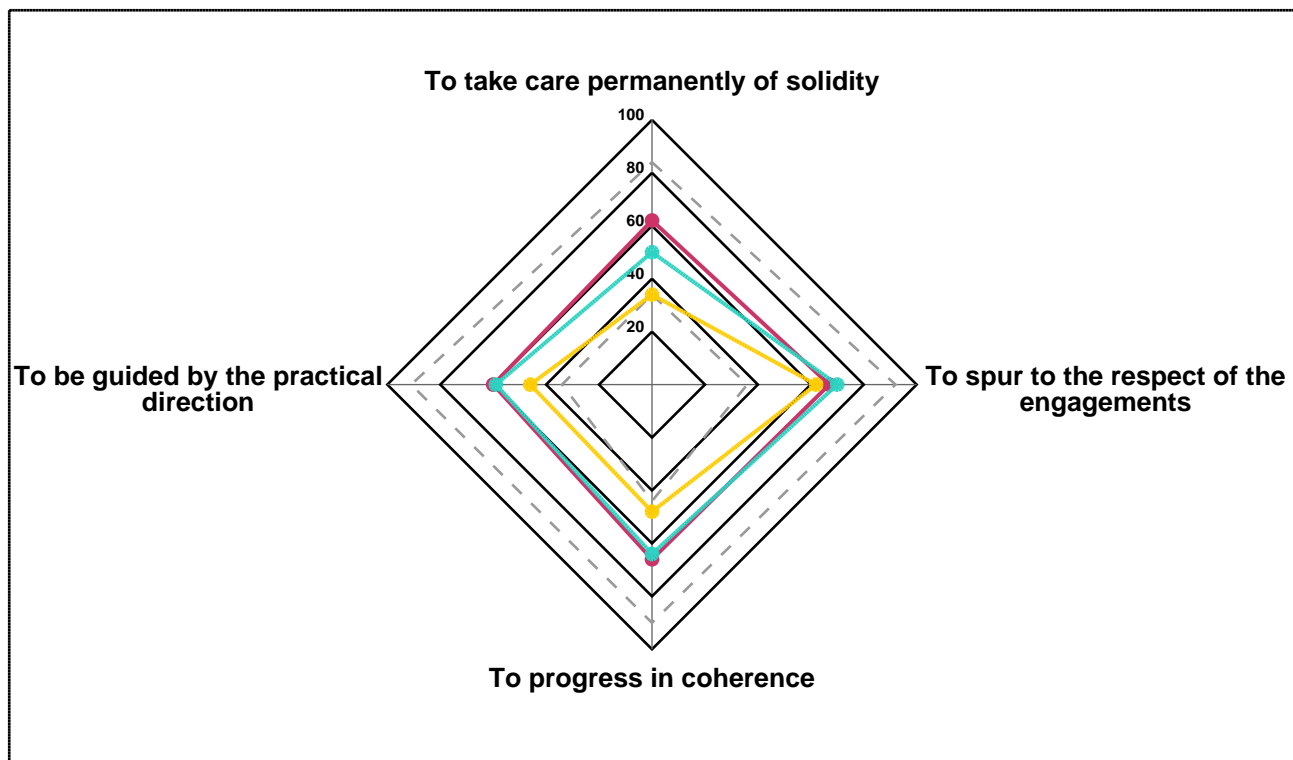 To take care permanently of solidity
100
80
60
40
20
To be guided by the practical
direction
To spur to the respect of the
engagements
To progress in coherence